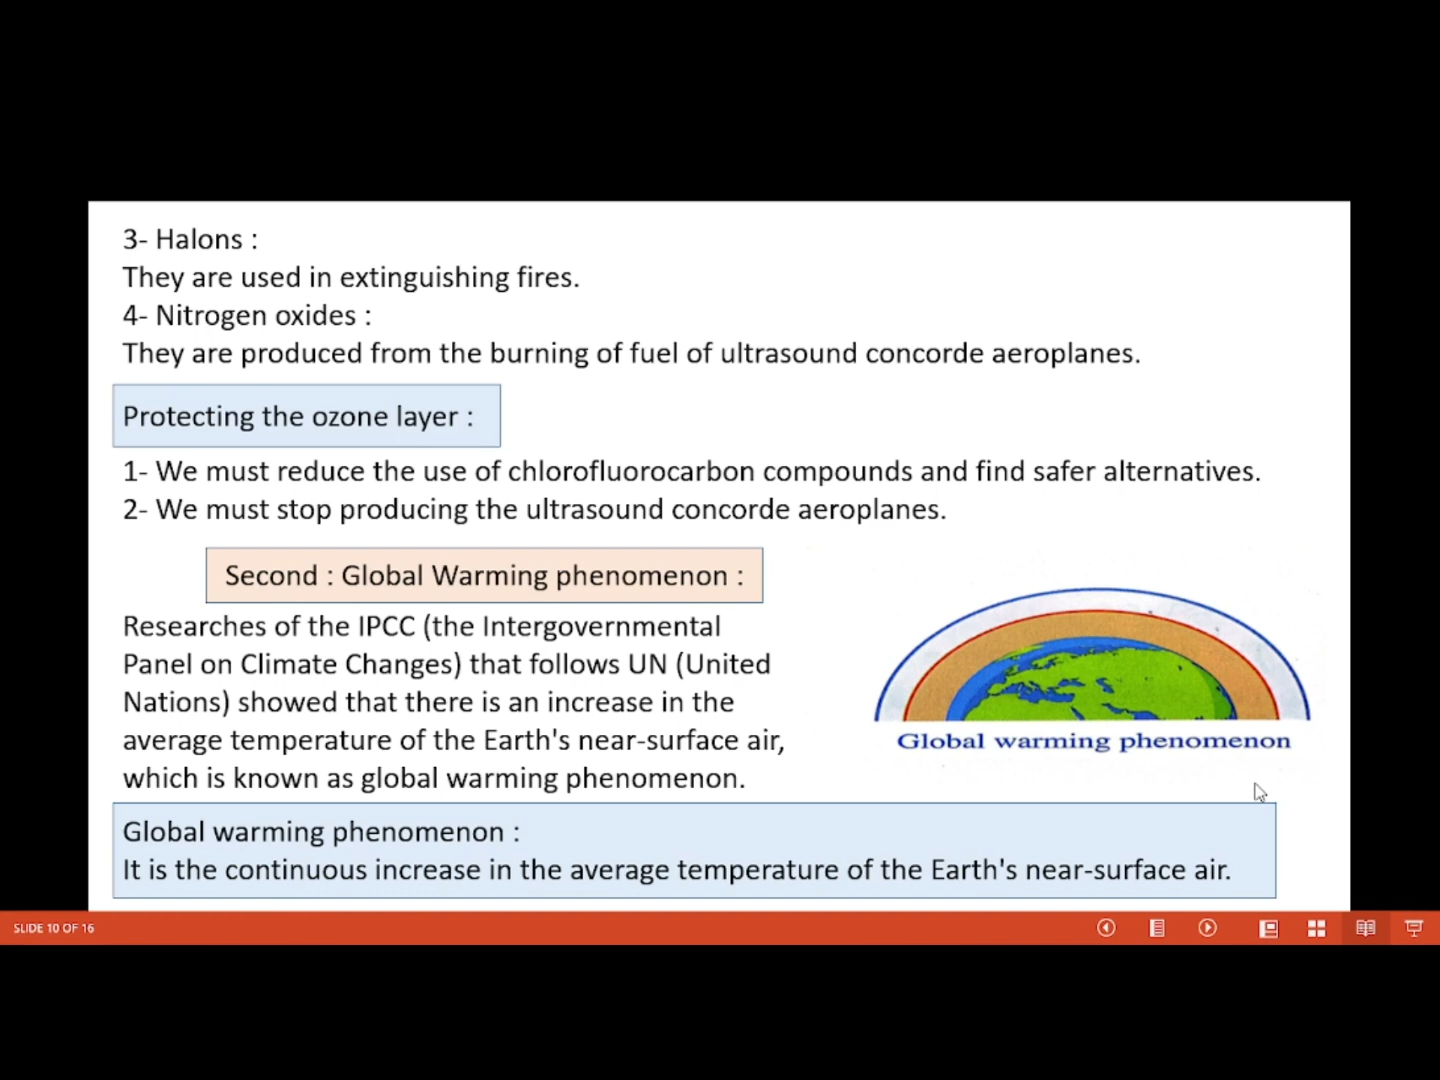 3- Halons :
They are used in extinguishing fires.
4- Nitrogen oxides :
They are produced from the burning of fuel of ultrasound concorde aeroplanes.
Protecting the ozone layer :
1- We must reduce the use of chlorofluorocarbon compounds and find safer alternatives.
2- We must stop producing the ultrasound concorde aeroplanes.
Second : Global Warming phenomenon :
Researches of the IPCC (the Intergovernmental
Panel on Climate Changes) that follows UN (United
Nations) showed that there is an increase in the
average temperature of the Earth's near-surface air,
which is known as global warming phenomenon.
Global warming phenomenon
Global warming phenomenon :
It is the continuous increase in the average temperature of the Earth's near-surface air.
SLIDE 10 OF 16